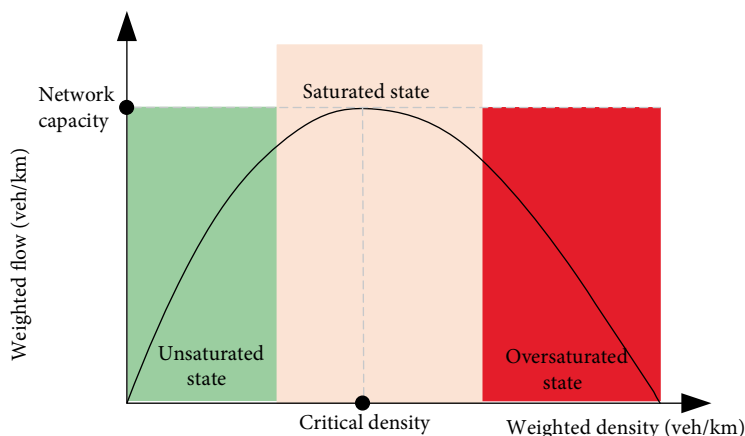 Saturated state
Network
capacity
Weighted flow (veh/km)
Unsaturated
state
Oversaturated
state
Critical density
Weighted density (veh/km)